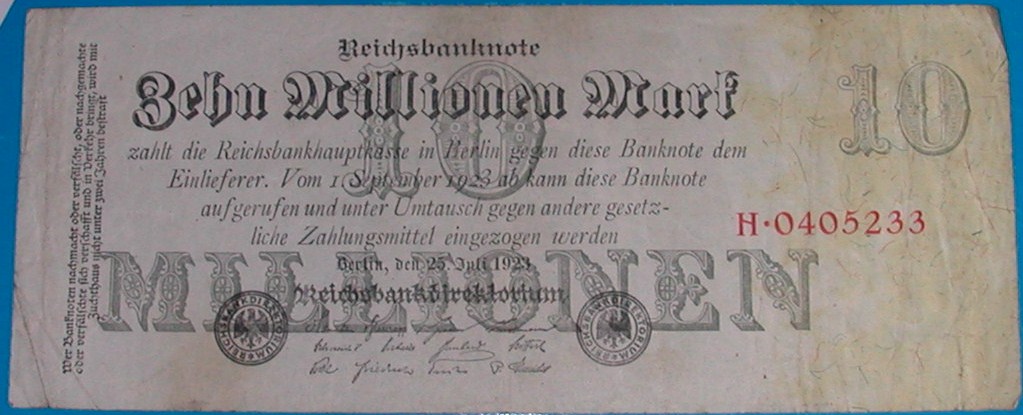 Reichsbanknote
Zehn Millionen Mark
10
10
zahlt die Reichsbankhauptkasse in Berlin gegen diese Banknote dem
Einlieferer. Vom 1. September 1923 ab kann diese Banknote
aufgerufen und unter Umtausch gegen andere gesetz-
liche Zahlungsmittel eingezogen werden
H·0405233
MILLIONEN
Berlin, den 25. Juli 1923
Reichsbankdirektorium
REICHSBANKDIREKTORIUM
REICHSBANKDIREKTORIUM
Wer Banknoten nachmacht oder verfälscht, oder nachgemachte
oder verfälschte sich verschafft und in Verkehr bringt, wird mit
Zuchthaus nicht unter zwei Jahren bestraft